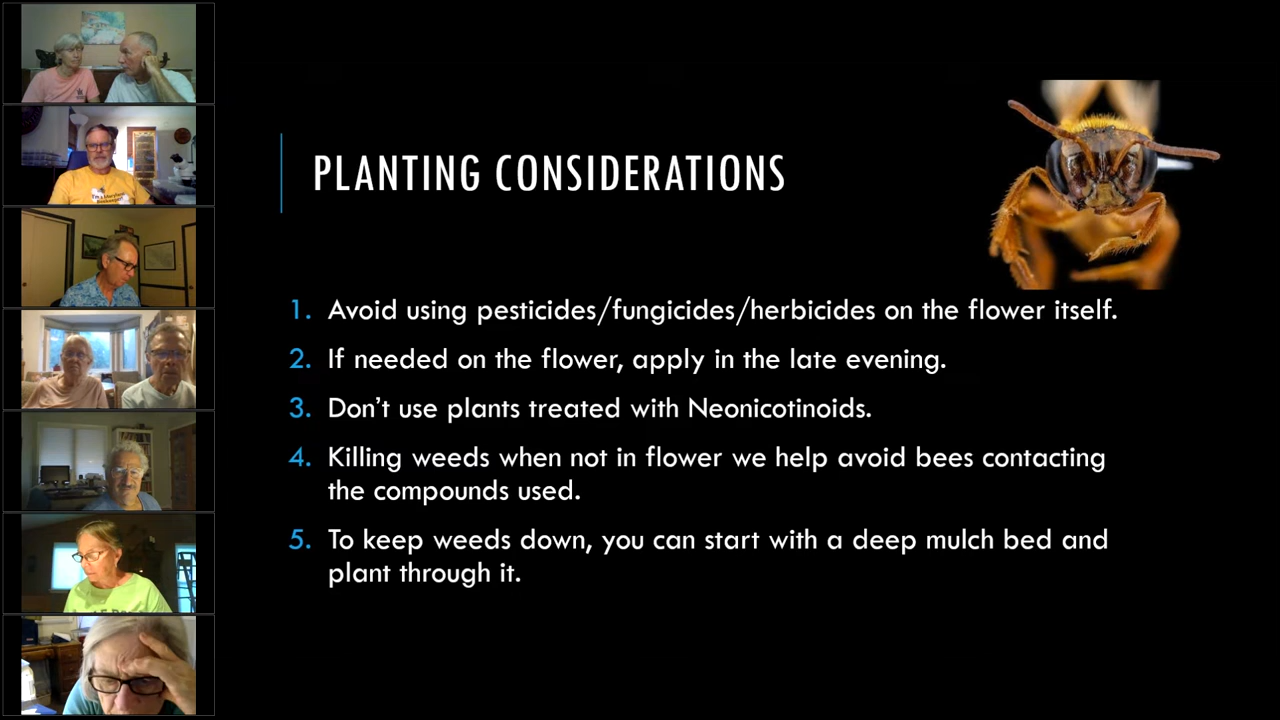 PLANTING CONSIDERATIONS
1. Avoid using pesticides/fungicides/herbicides on the flower itself.
2. If needed on the flower, apply in the late evening.
3. Don't use plants treated with Neonicotinoids.
4. Killing weeds when not in flower we help avoid bees contacting
the compounds used.
5. To keep weeds down, you can start with a deep mulch bed and
plant through it.
I'm a Maryland